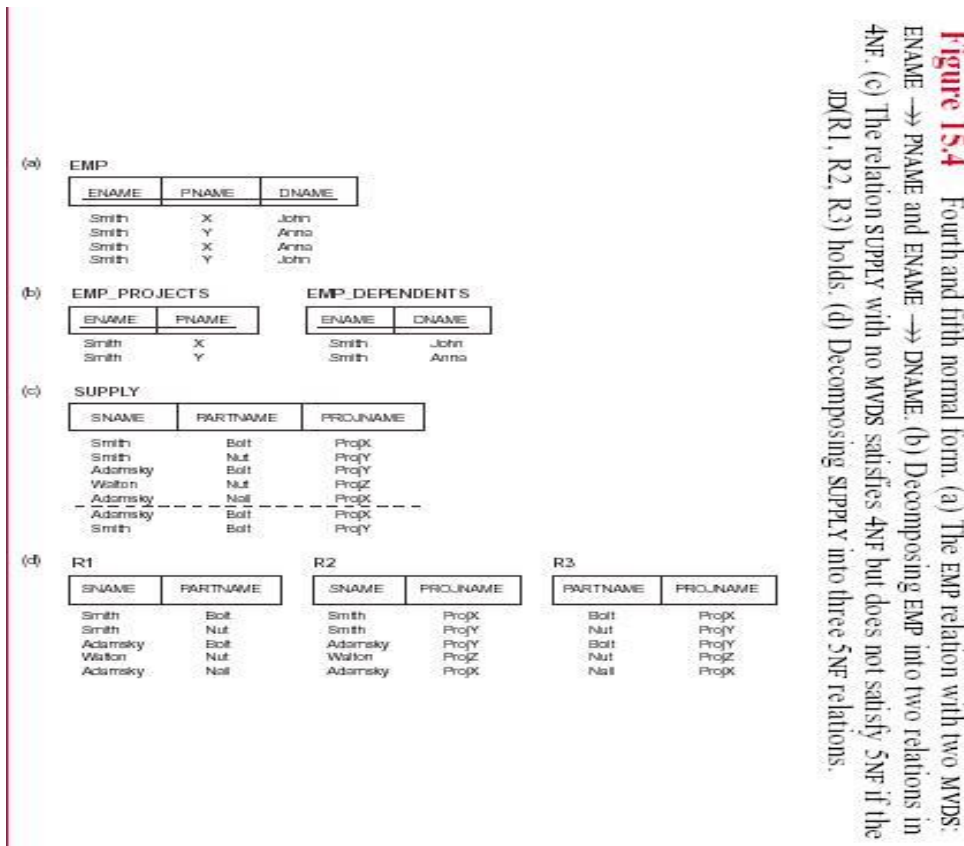 Figure 15.4 Fourth and fifth normal form. (a) The EMP relation with two MVDS:
ENAME →→ PNAME and ENAME →→ DNAME. (b) Decomposing EMP into two relations in
4NF. (c) The relation SUPPLY with no MVDS satisfies 4NF but does not satisfy 5NF if the
JD(R1, R2, R3) holds. (d) Decomposing SUPPLY into three 5NF relations.
(a) EMP
ENAME PNAME DNAME
Smith X John
Smith Y Anna
Smith X Anna
Smith Y John
(b) EMP_PROJECTS EMP_DEPENDENTS
ENAME PNAME ENAME DNAME
Smith X Smith John
Smith Y Smith Anna
(c) SUPPLY
SNAME PARTNAME PROJNAME
Smith Bolt ProjX
Smith Nut ProjY
Adamsky Bolt ProjY
Walton Nut ProjZ
Adamsky Nail ProjX
Adamsky Bolt ProjX
Smith Bolt ProjY
(d) R1 R2 R3
SNAME PARTNAME SNAME PROJNAME PARTNAME PROJNAME
Smith Bolt Smith ProjX Bolt ProjX
Smith Nut Smith ProjY Nut ProjY
Adamsky Bolt Adamsky ProjY Bolt ProjY
Walton Nut Walton ProjZ Nut ProjZ
Adamsky Nail Adamsky ProjX Nail ProjX